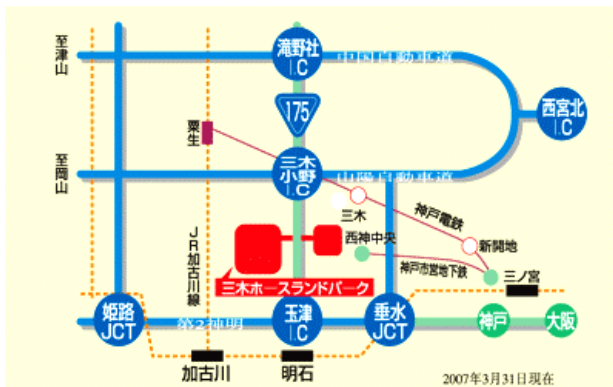 至津山
滝野社
I.C
中国自動車道
175
西宮北
I.C
粟生
三木
小野
I.C
山陽自動車道
至岡山
三木
神戸電鉄
西神中央
新開地
神戸市営地下鉄
三ノ宮
JR加古川線
三木ホースランドパーク
姫路
JCT
第2神明
玉津
I.C
垂水
JCT
神戸
大阪
加古川
明石
2007年3月31日現在